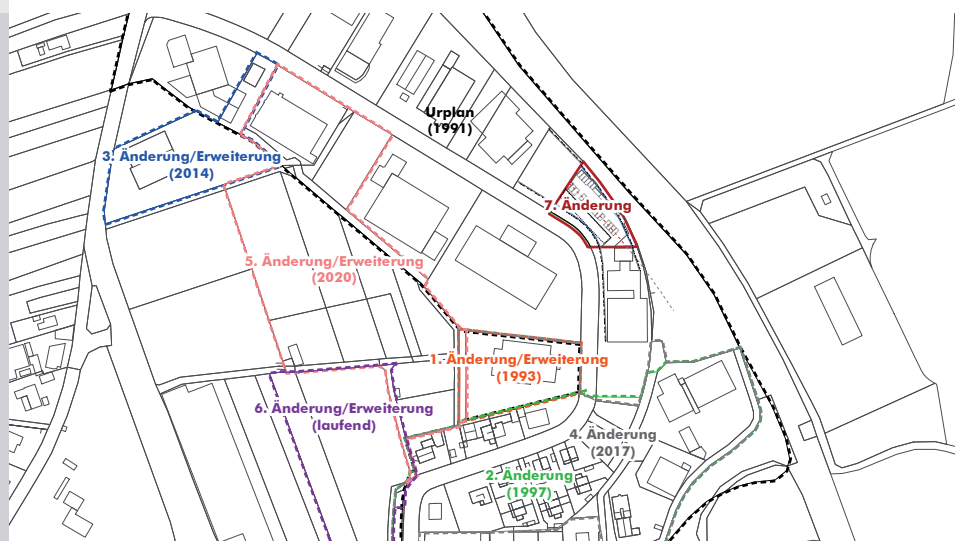 Urplan
(1991)
3. Änderung/Erweiterung
(2014)
7. Änderung
5. Änderung/Erweiterung
(2020)
1. Änderung/Erweiterung
(1993)
6. Änderung/Erweiterung
(laufend)
4. Änderung
(2017)
2. Änderung
(1997)